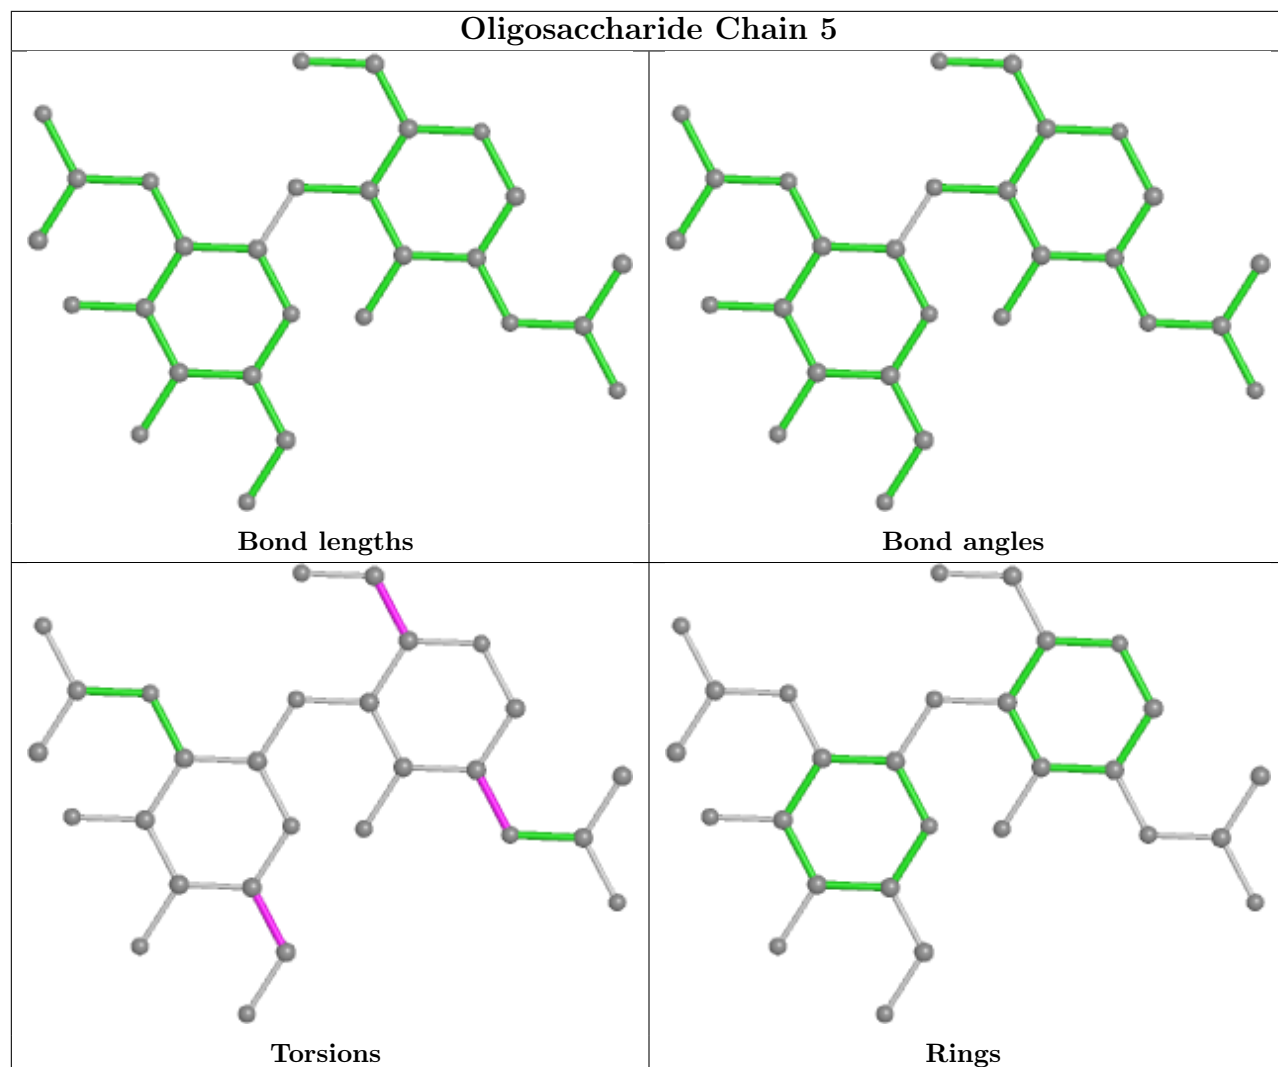 Oligosaccharide Chain 5
Bond lengths
Bond angles
Torsions
Rings